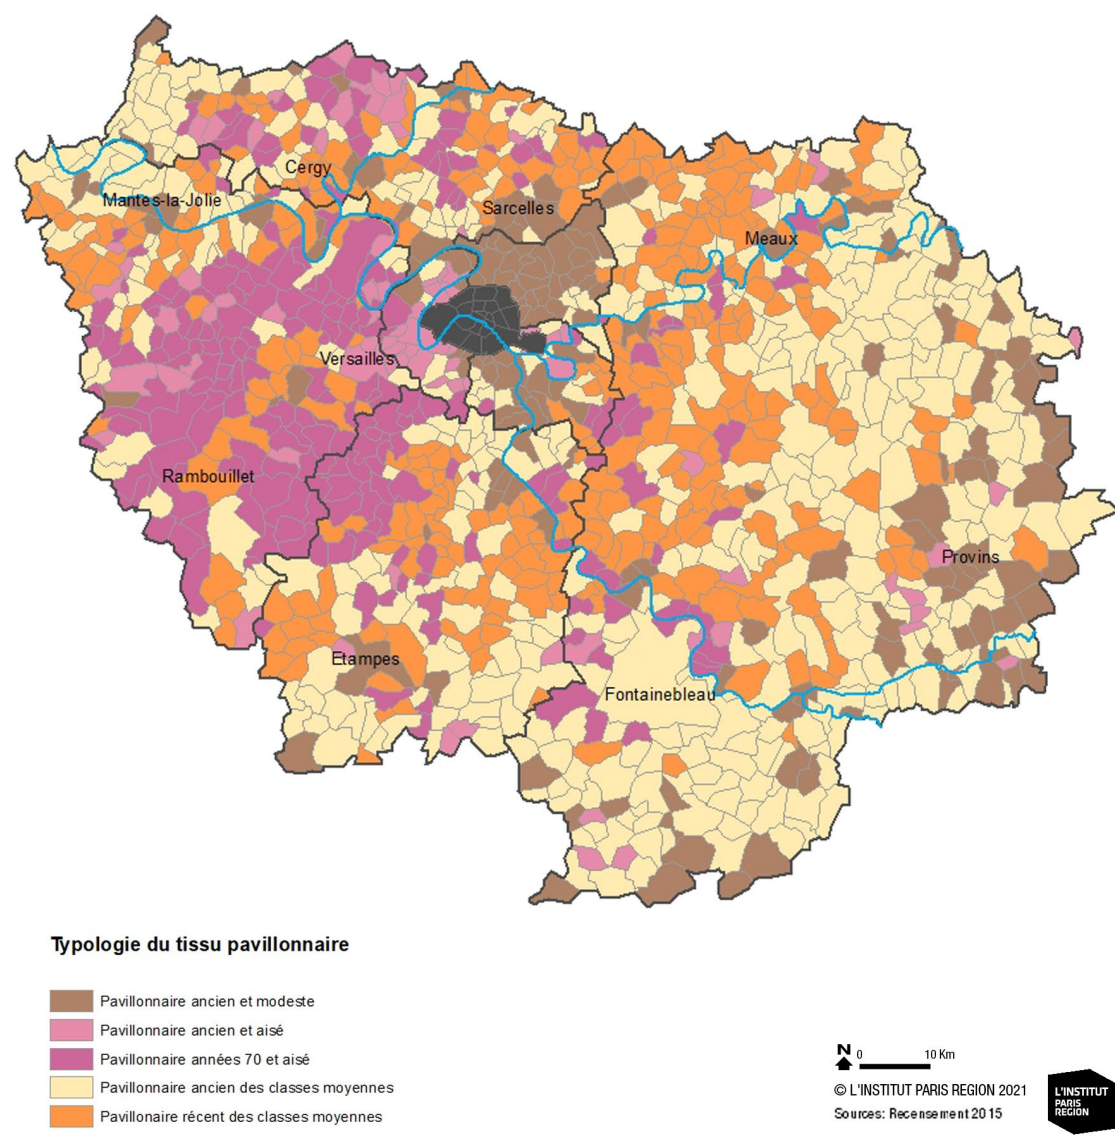 Cergy
Mantes-la-Jolie
Sarcelles
Meaux
Versailles
Rambouillet
Provins
Etampes
Fontainebleau
Typologie du tissu pavillonnaire
Pavillonnaire ancien et modeste
Pavillonnaire ancien et aisé
Pavillonnaire années 70 et aisé
Pavillonnaire ancien des classes moyennes
Pavillonaire récent des classes moyennes
N 0 10 Km
© L'INSTITUT PARIS REGION 2021
Sources: Recensement 2015
L'INSTITUT
PARIS
REGION